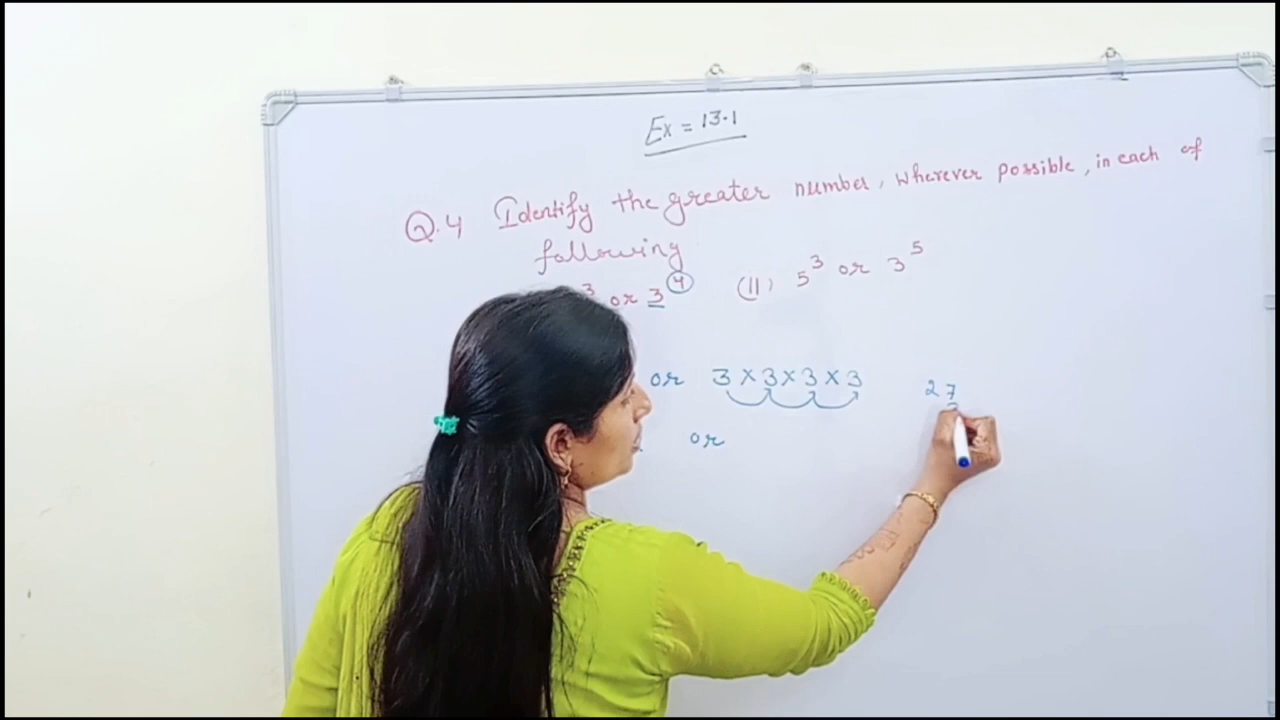 Ex = 13.1
Q.4 Identify the greater number, wherever possible, in each of
following
3 or 3⁴ (II) 5³ or 3⁵
or 3×3×3×3 27
or